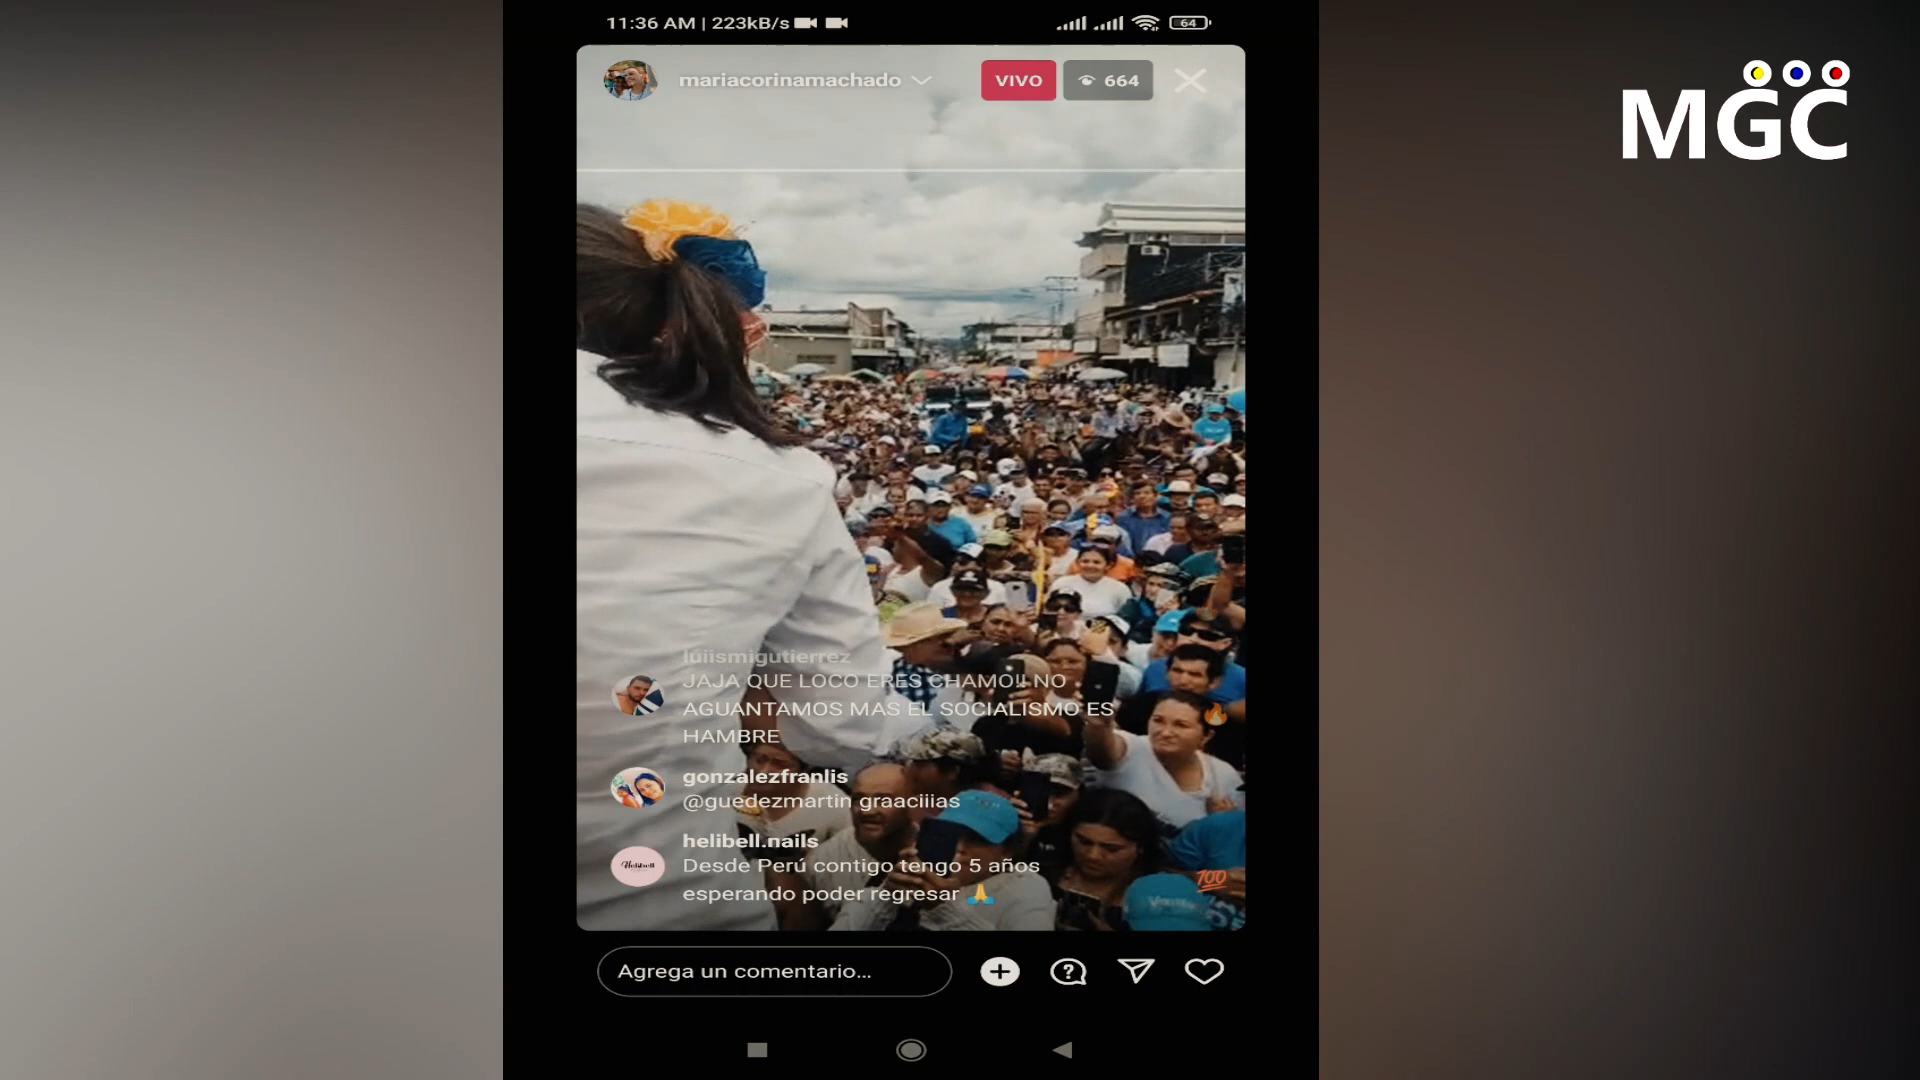 11:36 AM | 223kB/s
64
mariacorinamachado
VIVO
664
MGC
luiismigutierrez
JAJA QUE LOCO ERES CHAMO!! NO
AGUANTAMOS MAS EL SOCIALISMO ES
HAMBRE
gonzalezfranlis
@guedezmartin graaciiias
helibell.nails
Helibell
Desde Perú contigo tengo 5 años
esperando poder regresar 🙏
100
Agrega un comentario...